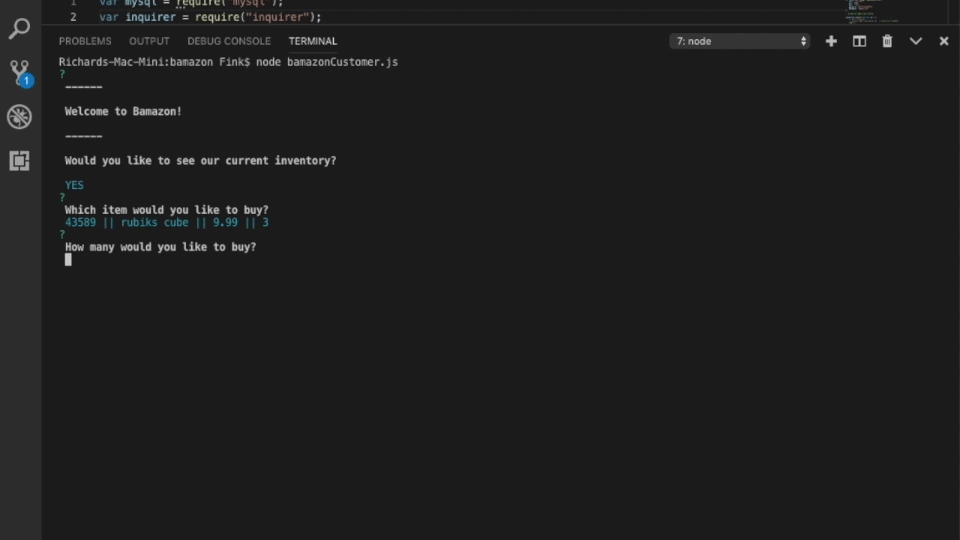 1 var mysql = require("mysql");
2 var inquirer = require("inquirer");
PROBLEMS OUTPUT DEBUG CONSOLE TERMINAL 7: node
Richards-Mac-Mini:bamazon Fink$ node bamazonCustomer.js
?
------
Welcome to Bamazon!
------
Would you like to see our current inventory?
1
YES
?
Which item would you like to buy?
43589 || rubiks cube || 9.99 || 3
?
How many would you like to buy?